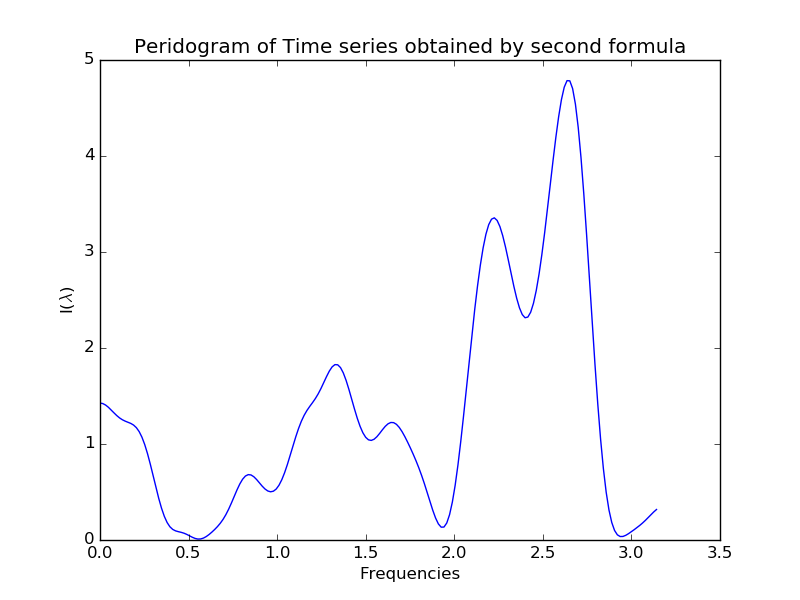 Peridogram of Time series obtained by second formula
5
4
3
2
1
0
I(λ)
0.0 0.5 1.0 1.5 2.0 2.5 3.0 3.5
Frequencies